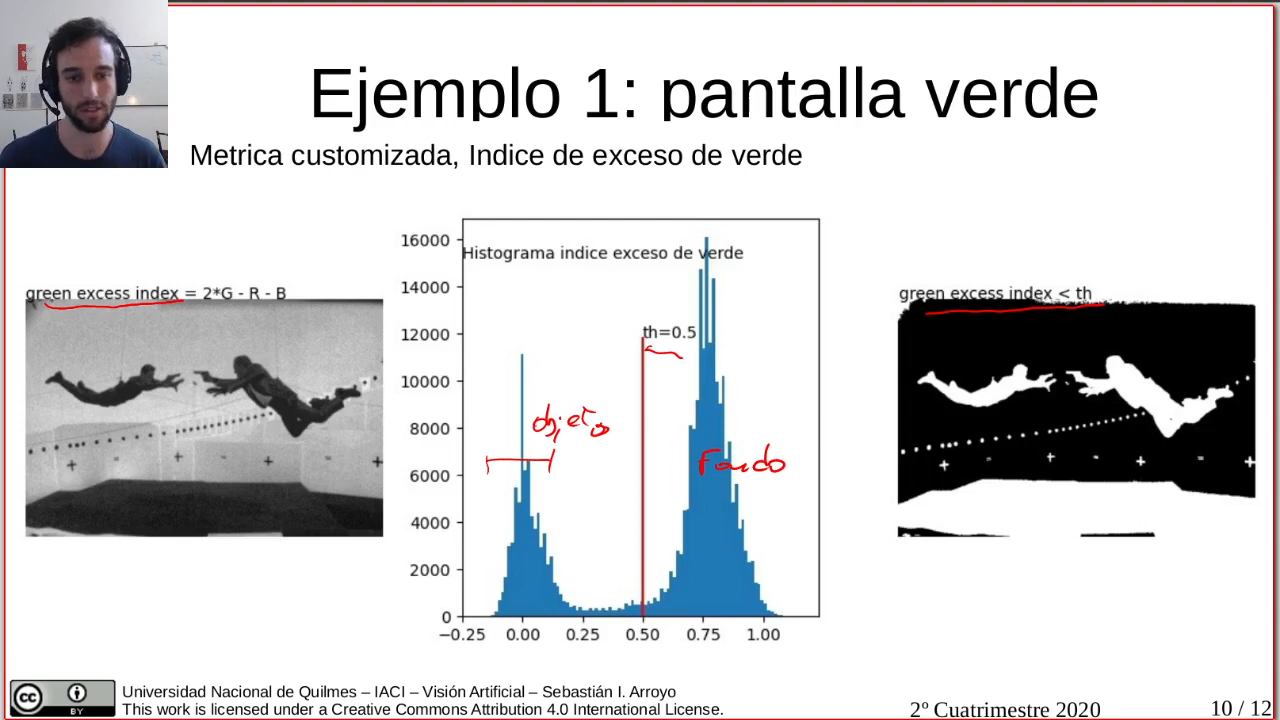 Ejemplo 1: pantalla verde
Metrica customizada, Indice de exceso de verde
green excess index = 2*G - R - B
Histograma indice exceso de verde
16000
14000
12000
10000
8000
6000
4000
2000
0
−0.25 0.00 0.25 0.50 0.75 1.00
th=0.5
objeto
Fondo
green excess index < th
cc BY
Universidad Nacional de Quilmes – IACI – Visión Artificial – Sebastián I. Arroyo
This work is licensed under a Creative Commons Attribution 4.0 International License.
2º Cuatrimestre 2020
10 / 12